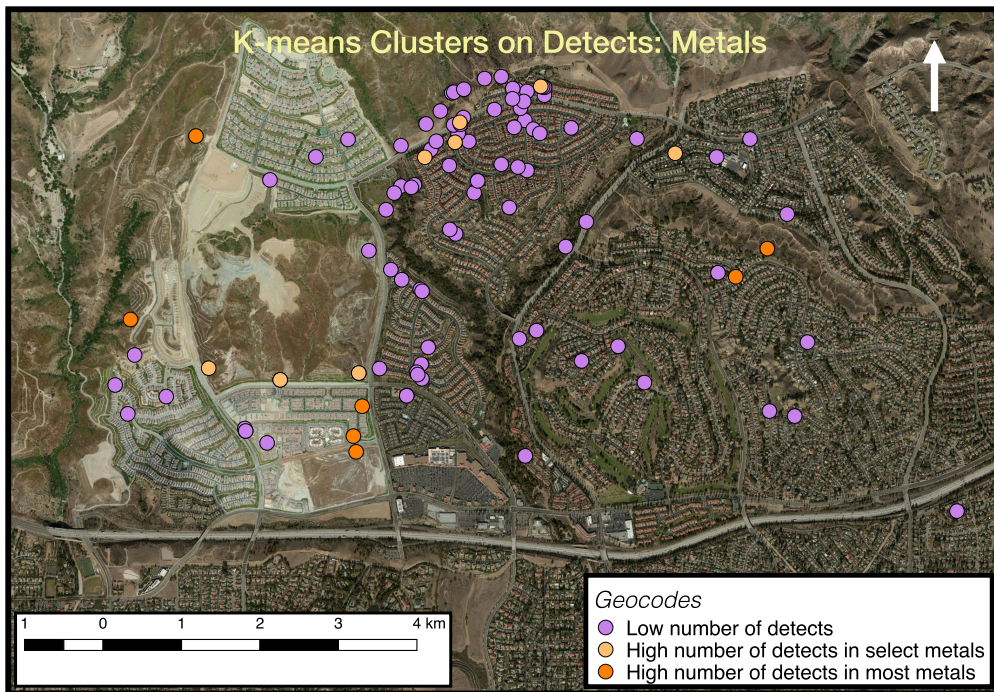 K-means Clusters on Detects: Metals
1 0 1 2 3 4 km
Geocodes
Low number of detects
High number of detects in select metals
High number of detects in most metals